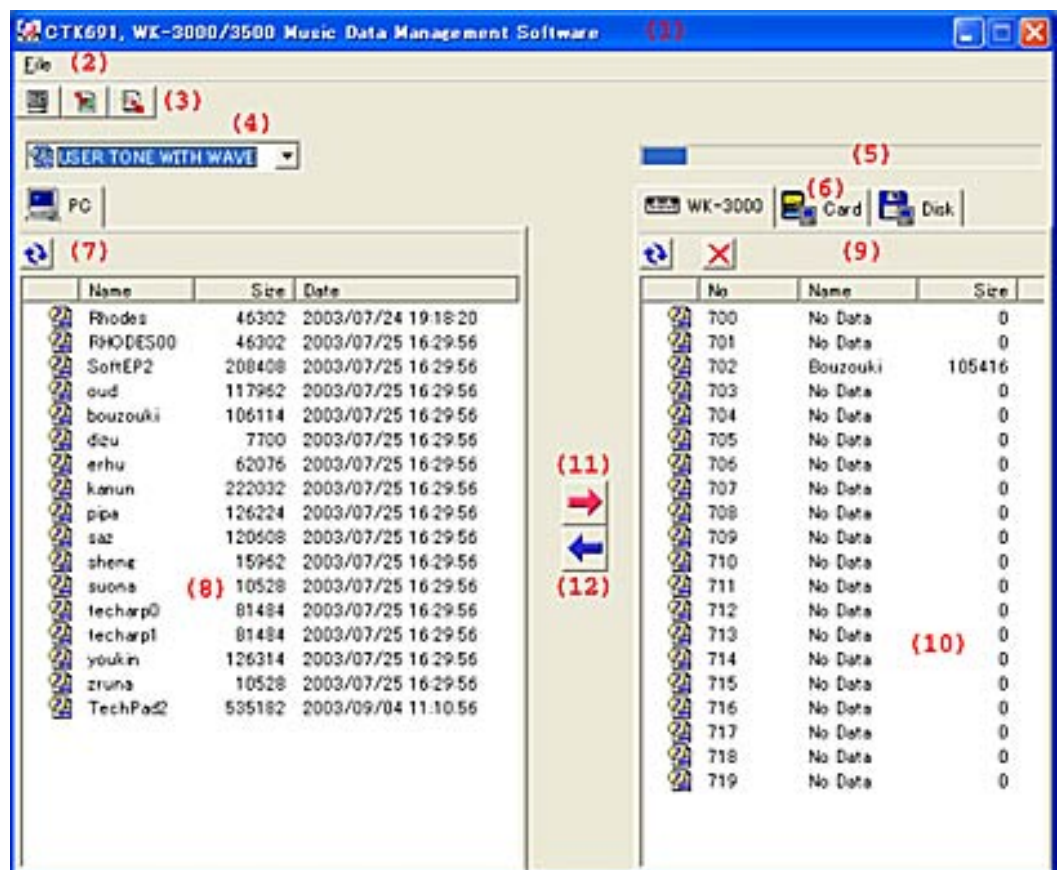 CTK691, WK-3000/3500 Music Data Management Software (1)
File (2)
(3)
(4)
USER TONE WITH WAVE
(5)
PC
WK-3000 (6) Card Disk
(7)
(9)
Name Size Date
No Name Size
Rhodes 46302 2003/07/24 19:18:20
RHODES00 46302 2003/07/25 16:29:56
SoftEP2 208408 2003/07/25 16:29:56
oud 117962 2003/07/25 16:29:56
bouzouki 106114 2003/07/25 16:29:56
dizu 7700 2003/07/25 16:29:56
erhu 62076 2003/07/25 16:29:56
kanun 222032 2003/07/25 16:29:56
pipa 126224 2003/07/25 16:29:56
saz 120608 2003/07/25 16:29:56
sheng 15962 2003/07/25 16:29:56
suona (8) 10528 2003/07/25 16:29:56
techarp0 81484 2003/07/25 16:29:56
techarp1 81484 2003/07/25 16:29:56
youkin 126314 2003/07/25 16:29:56
zruna 10528 2003/07/25 16:29:56
TechPad2 535182 2003/09/04 11:10:56
(11)
(12)
700 No Data 0
701 No Data 0
702 Bouzouki 105416
703 No Data 0
704 No Data 0
705 No Data 0
706 No Data 0
707 No Data 0
708 No Data 0
709 No Data 0
710 No Data 0
711 No Data 0
712 No Data 0
713 No Data 0
(10)
714 No Data 0
715 No Data 0
716 No Data 0
717 No Data 0
718 No Data 0
719 No Data 0